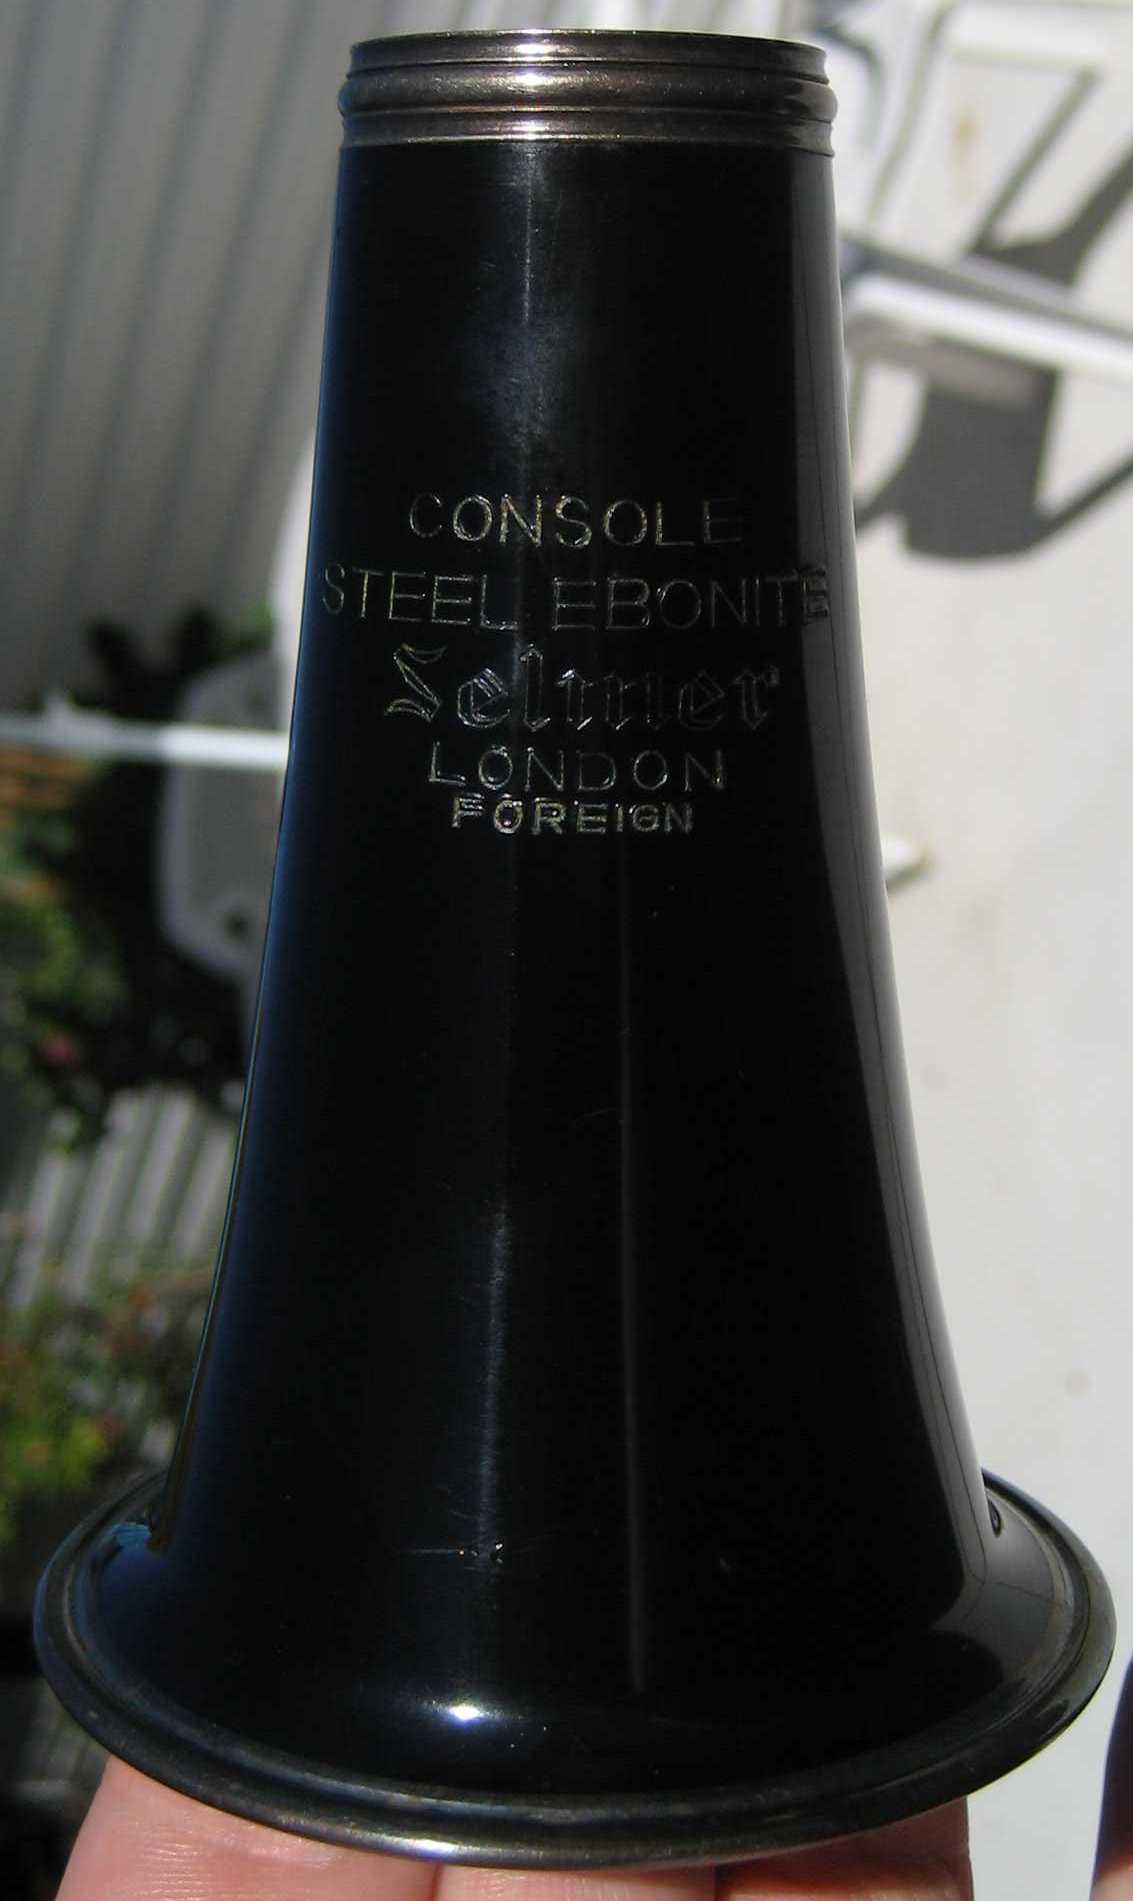 CONSOLE
STEEL EBONITE
Selmer
LONDON
FOREIGN